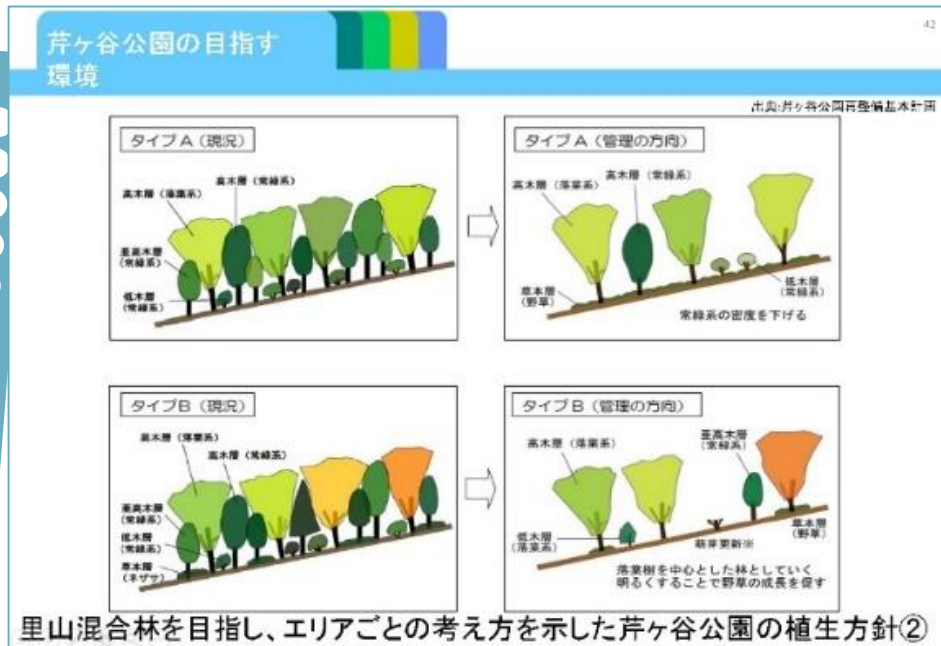 芹ヶ谷公園の目指す
環境
42
出典:芹ヶ谷公園再整備基本計画
タイプA(現況)
高木層(落葉系)
高木層(常緑系)
亜高木層
(常緑系)
低木層
(常緑系)
タイプA(管理の方向)
高木層(落葉系)
高木層(常緑系)
草本層
(野草)
低木層
(常緑系)
常緑系の密度を下げる
タイプB(現況)
高木層(落葉系)
高木層(常緑系)
亜高木層
(常緑系)
低木層
(常緑系)
草本層
(ネザサ)
タイプB(管理の方向)
高木層(落葉系)
亜高木層
(常緑系)
低木層
(落葉系)
萌芽更新※
草本層
(野草)
落葉樹を中心とした林としていく
明るくすることで野草の成長を促す
里山混合林を目指し、エリアごとの考え方を示した芹ヶ谷公園の植生方針②